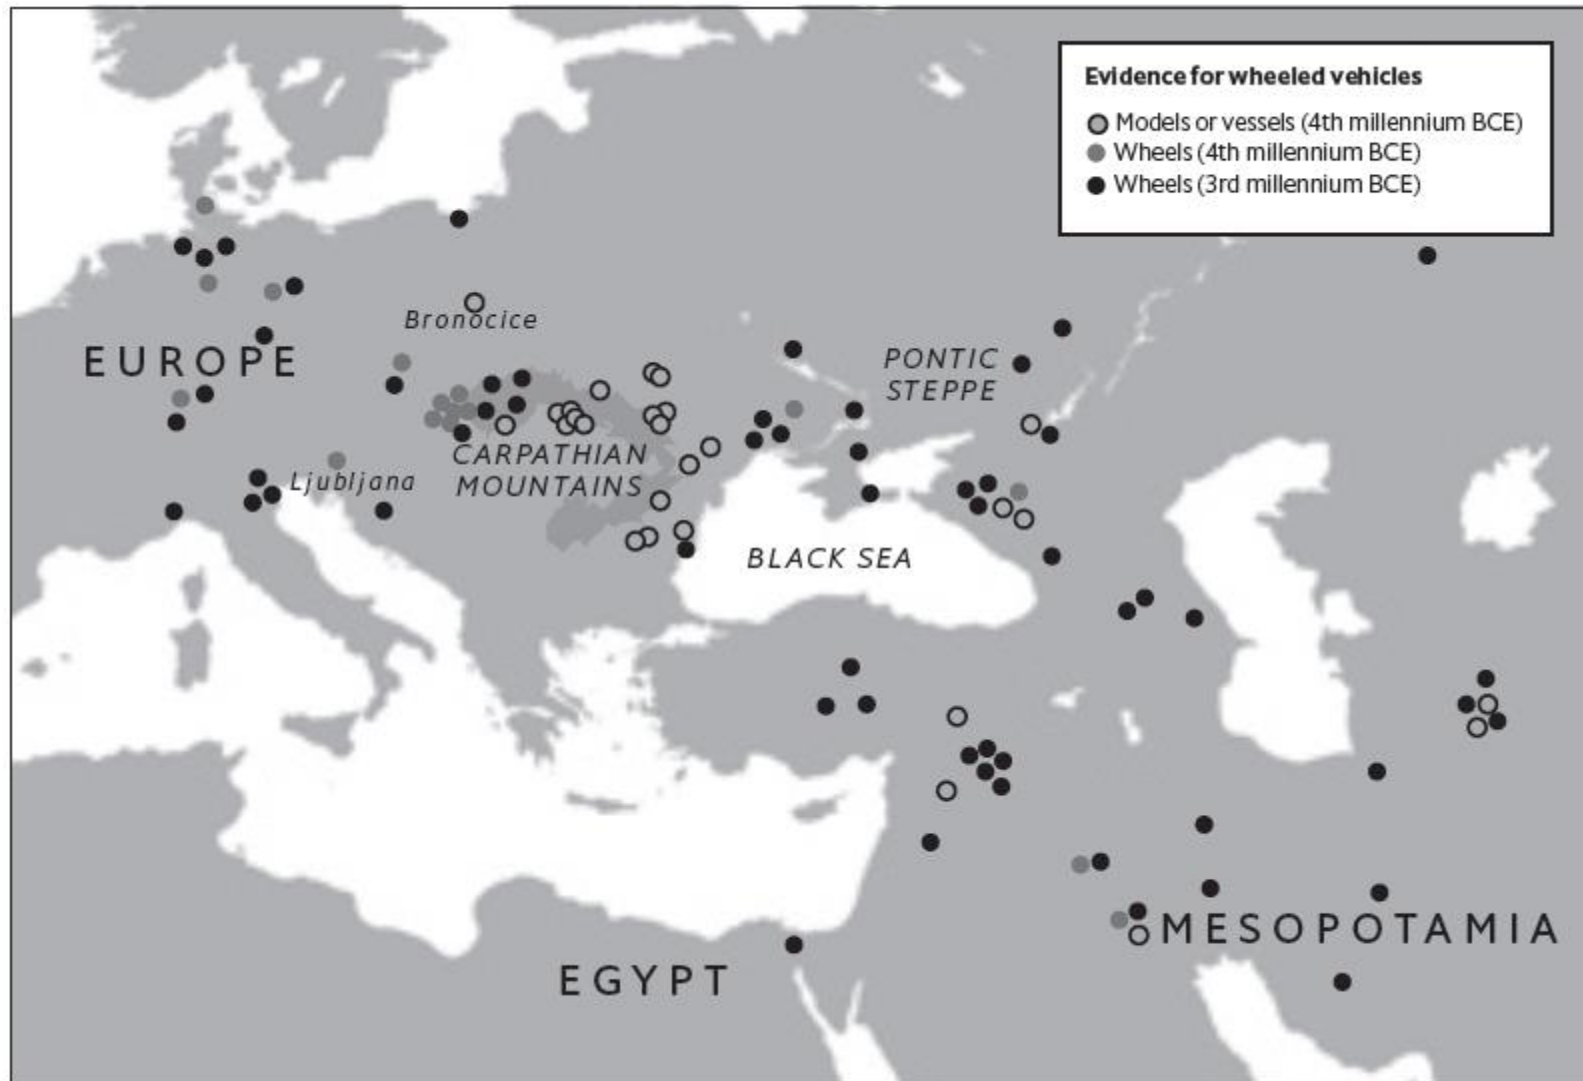 Evidence for wheeled vehicles
Models or vessels (4th millennium BCE)
Wheels (4th millennium BCE)
Wheels (3rd millennium BCE)
Bronocice
EUROPE
PONTIC
STEPPE
CARPATHIAN
MOUNTAINS
Ljubljana
BLACK SEA
MESOPOTAMIA
EGYPT